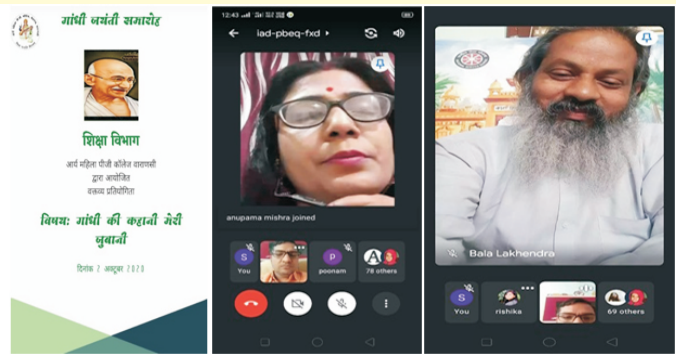 गांधी जयंती समारोह
शिक्षा विभाग
आर्य महिला पीजी कॉलेज वाराणसी
द्वारा आयोजित
वक्तव्य प्रतियोगिता
विषय: गांधी की कहानी मेरी
जुबानी
दिनांक 2 अक्टूबर 2020
12:43
iad-pbeq-fxd
anupama mishra joined
S
You
P
poonam
A
78 others
Bala Lakhendra
S
You
rishika
69 others